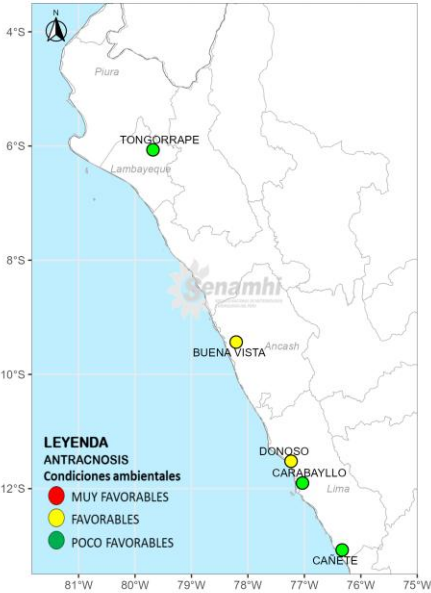 N
4°S
Piura
TONGORRAPE
6°S
Lambayeque
8°S
Senamhi
BUENA VISTA
Ancash
10°S
LEYENDA
ANTRACNOSIS
Condiciones ambientales
MUY FAVORABLES
FAVORABLES
POCO FAVORABLES
DONOSO
CARABAYLLO
12°S
Lima
CAÑETE
81°W 80°W 79°W 78°W 77°W 76°W 75°W